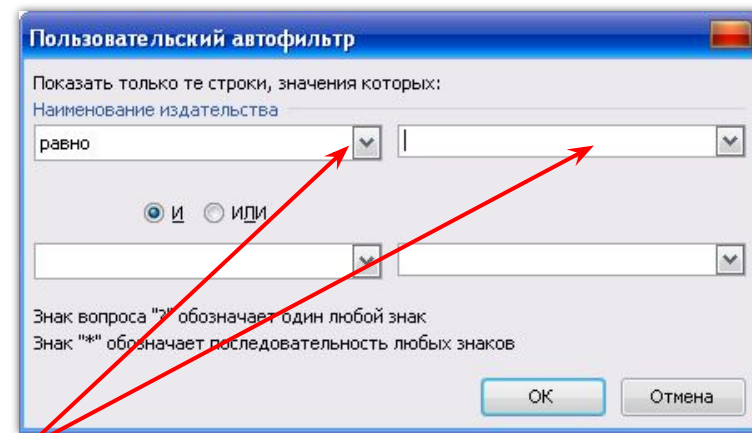 Пользовательский автофильтр
Показать только те строки, значения которых:
Наименование издательства
равно
И ИЛИ
Знак вопроса "?" обозначает один любой знак
Знак "*" обозначает последовательность любых знаков
ОК Отмена